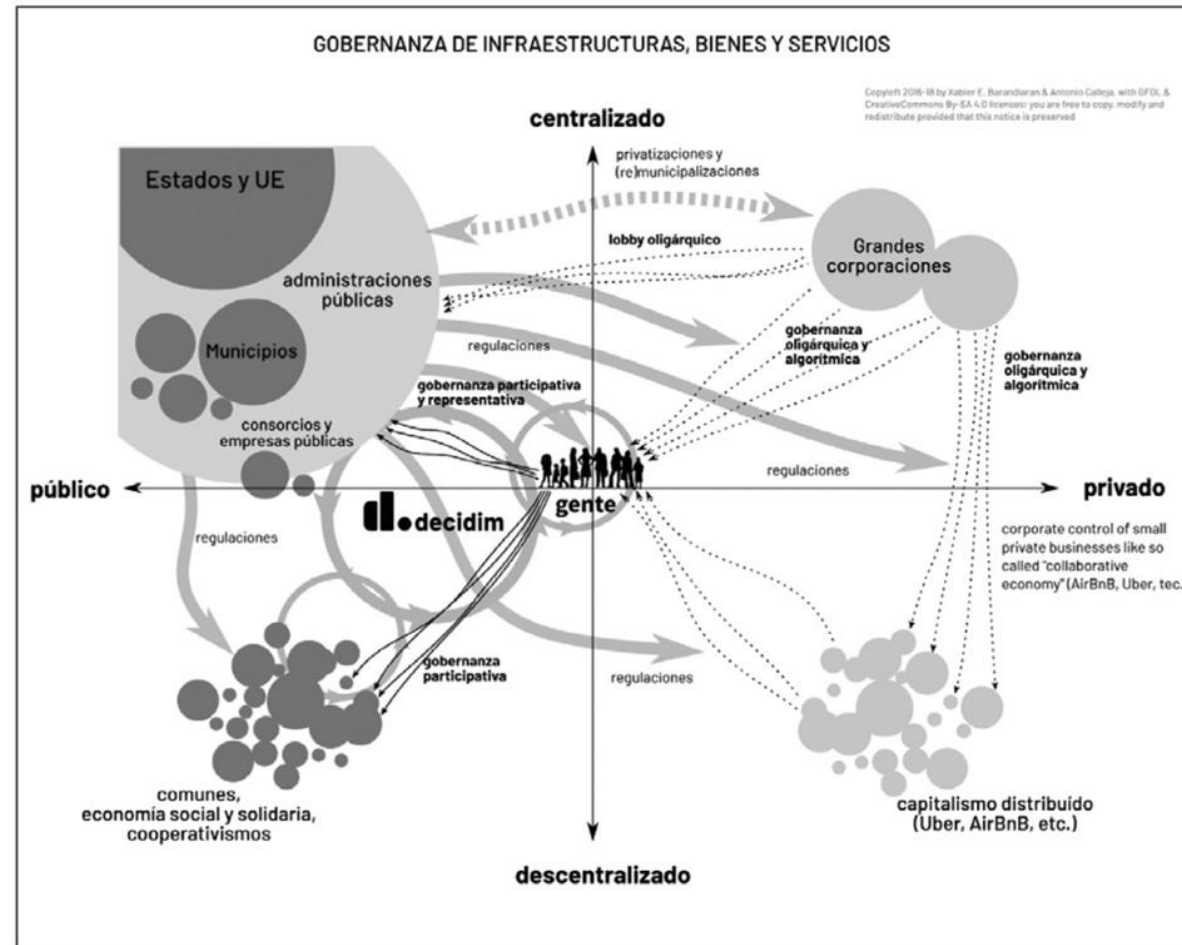 GOBERNANZA DE INFRAESTRUCTURAS, BIENES Y SERVICIOS
Copyleft 2016-18 by Xabier E. Barandiaran & Antonio Calleja, with GFDL &
CreativeCommons By-SA 4.0 licenses: you are free to copy, modify and
redistribute provided that this notice is preserved
centralizado
privatizaciones y
(re)municipalizaciones
Estados y UE
lobby oligárquico
Grandes
corporaciones
administraciones
públicas
Municipios
regulaciones
gobernanza
oligárquica y
algorítmica
gobernanza
oligárquica y
algorítmica
gobernanza participativa
y representativa
consorcios y
empresas públicas
regulaciones
público
gente
privado
decidim
regulaciones
corporate control of small
private businesses like so
called "collaborative
economy" (AirBnB, Uber, tec.
gobernanza
participativa
regulaciones
comunes,
economía social y solidaria,
cooperativismos
capitalismo distribuído
(Uber, AirBnB, etc.)
descentralizado